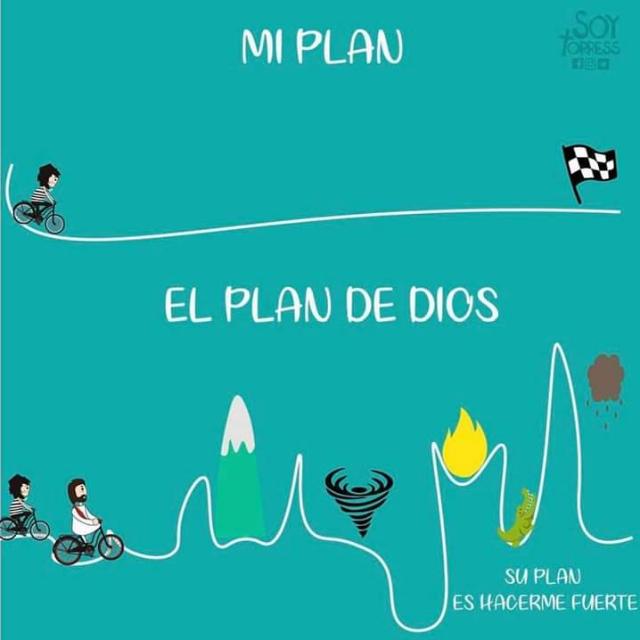 MI PLAN
SOY
TORRESS
EL PLAN DE DIOS
SU PLAN
ES HACERME FUERTE